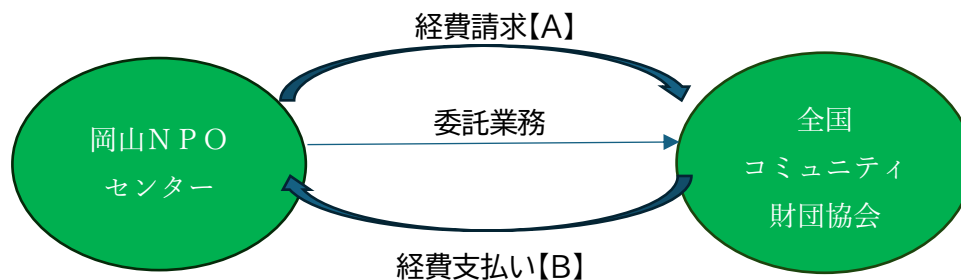 経費請求【A】
岡山ＮＰＯ
センター
委託業務
全国
コミュニティ
財団協会
経費支払い【B】